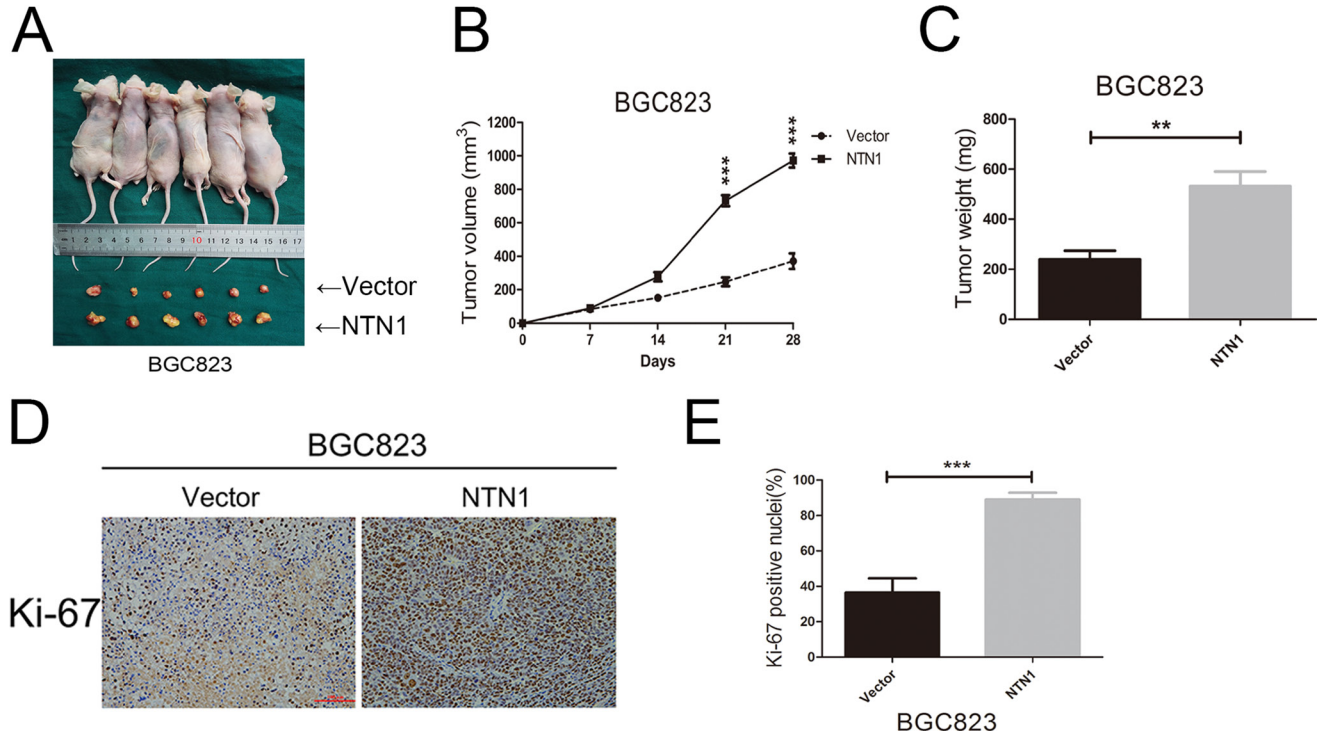 A
1 2 3 4 5 6 7 8 9 10 11 12 13 14 15 16 17
←Vector
←NTN1
BGC823
B
BGC823
Tumor volume (mm³)
1200
1000
800
600
400
200
0
0 7 14 21 28
Days
***
***
Vector
NTN1
C
BGC823
Tumor weight (mg)
800
600
400
200
0
**
Vector
NTN1
D
BGC823
Vector NTN1
Ki-67
E
Ki-67 positive nuclei(%)
100
80
60
40
20
0
***
Vector
NTN1
BGC823